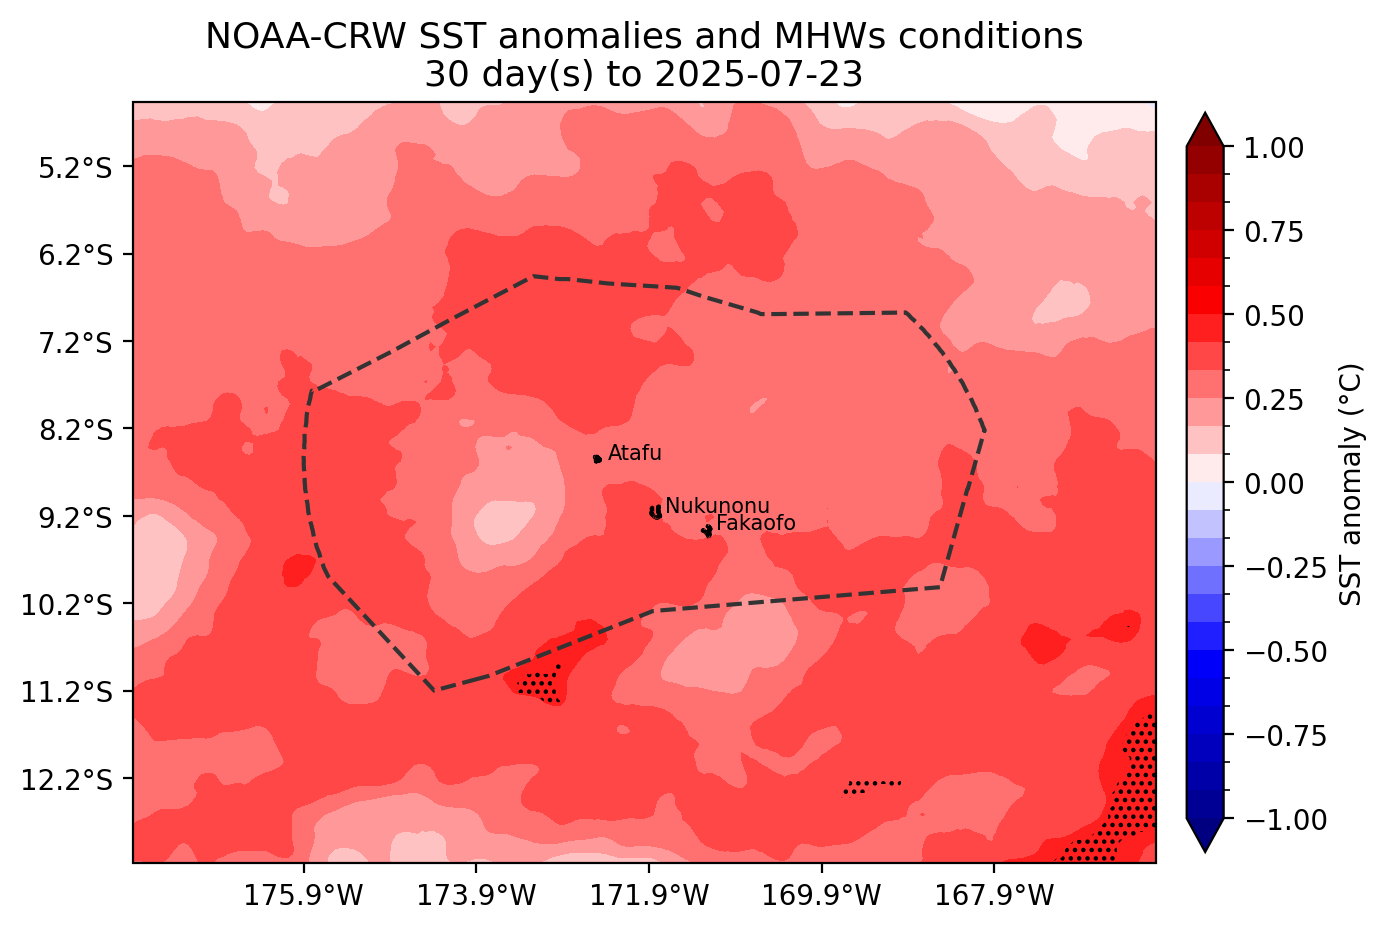 NOAA-CRW SST anomalies and MHWs conditions
30 day(s) to 2025-07-23
5.2°S
6.2°S
7.2°S
8.2°S
9.2°S
10.2°S
11.2°S
12.2°S
Atafu
Nukunonu
Fakaofo
175.9°W
173.9°W
171.9°W
169.9°W
167.9°W
1.00
0.75
0.50
0.25
0.00
−0.25
−0.50
−0.75
−1.00
SST anomaly (°C)